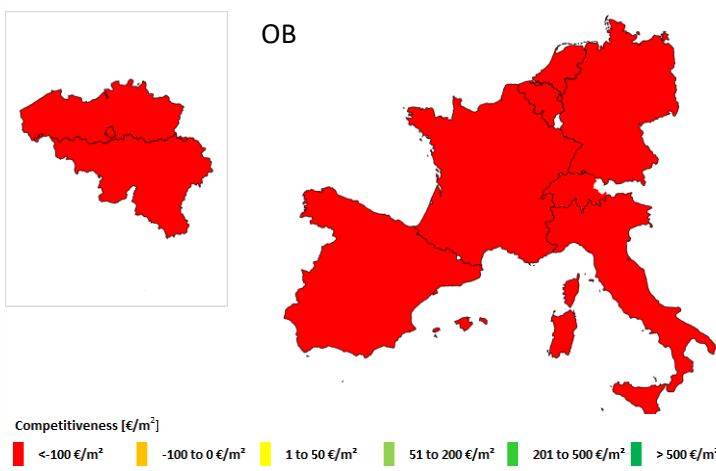 OB
Competitiveness [€/m²]
<-100 €/m² -100 to 0 €/m² 1 to 50 €/m² 51 to 200 €/m² 201 to 500 €/m² > 500 €/m²